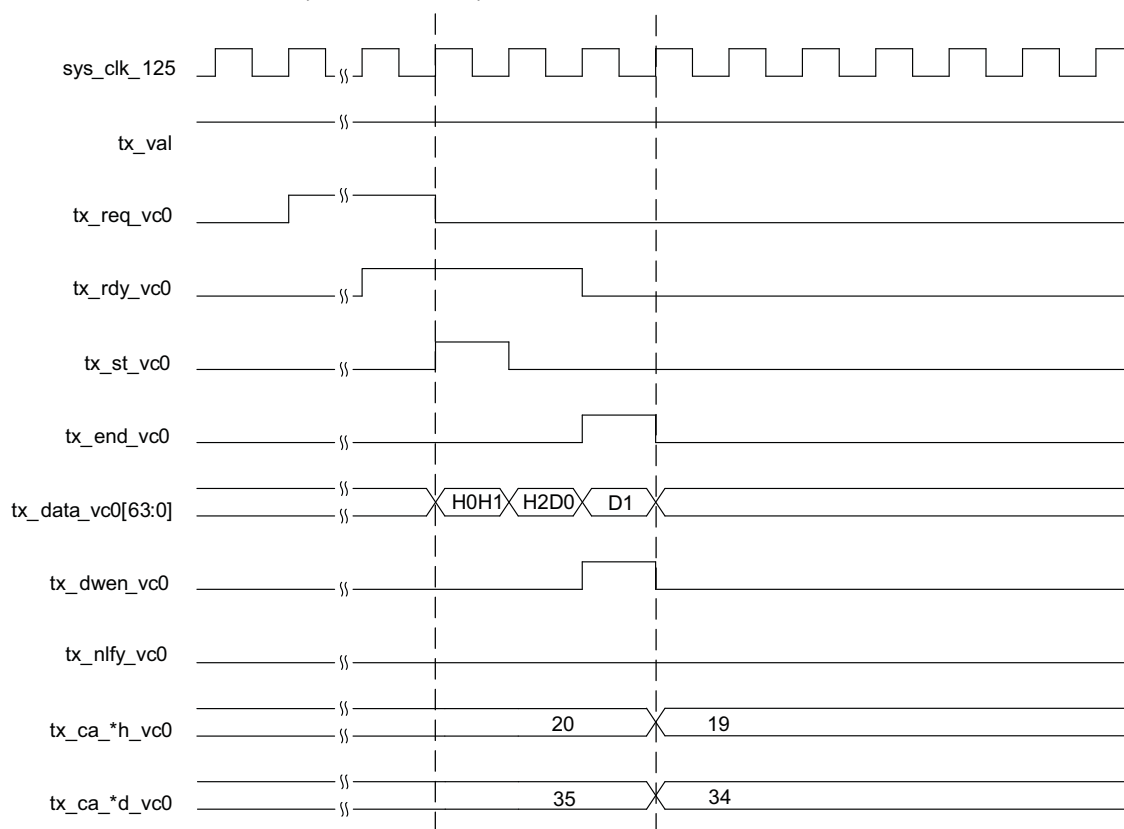 sys_clk_125
tx_val
tx_req_vc0
tx_rdy_vc0
tx_st_vc0
tx_end_vc0
tx_data_vc0[63:0] H0H1 H2D0 D1
tx_dwen_vc0
tx_nlfy_vc0
tx_ca_*h_vc0 20 19
tx_ca_*d_vc0 35 34